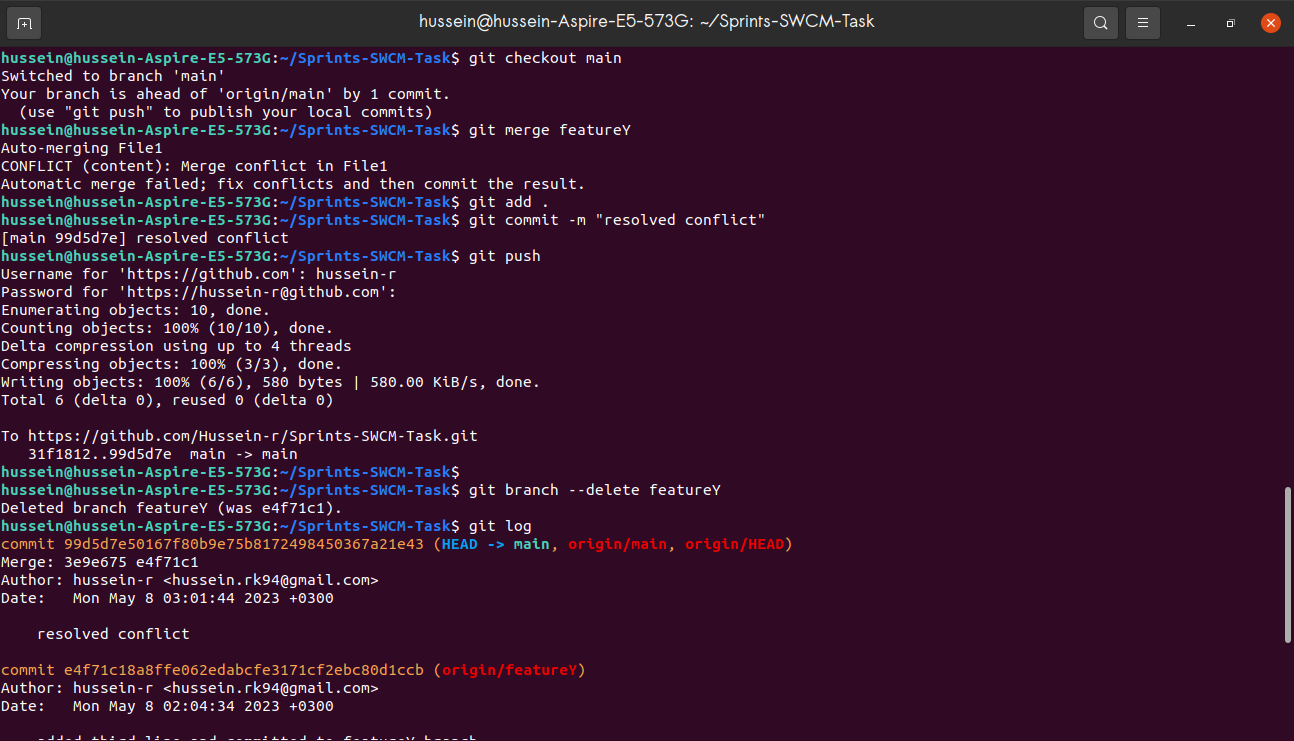 hussein@hussein-Aspire-E5-573G: ~/Sprints-SWCM-Task
hussein@hussein-Aspire-E5-573G:~/Sprints-SWCM-Task$ git checkout main
Switched to branch 'main'
Your branch is ahead of 'origin/main' by 1 commit.
  (use "git push" to publish your local commits)
hussein@hussein-Aspire-E5-573G:~/Sprints-SWCM-Task$ git merge featureY
Auto-merging File1
CONFLICT (content): Merge conflict in File1
Automatic merge failed; fix conflicts and then commit the result.
hussein@hussein-Aspire-E5-573G:~/Sprints-SWCM-Task$ git add .
hussein@hussein-Aspire-E5-573G:~/Sprints-SWCM-Task$ git commit -m "resolved conflict"
[main 99d5d7e] resolved conflict
hussein@hussein-Aspire-E5-573G:~/Sprints-SWCM-Task$ git push
Username for 'https://github.com': hussein-r
Password for 'https://hussein-r@github.com':
Enumerating objects: 10, done.
Counting objects: 100% (10/10), done.
Delta compression using up to 4 threads
Compressing objects: 100% (3/3), done.
Writing objects: 100% (6/6), 580 bytes | 580.00 KiB/s, done.
Total 6 (delta 0), reused 0 (delta 0)
To https://github.com/Hussein-r/Sprints-SWCM-Task.git
   31f1812..99d5d7e  main -> main
hussein@hussein-Aspire-E5-573G:~/Sprints-SWCM-Task$
hussein@hussein-Aspire-E5-573G:~/Sprints-SWCM-Task$ git branch --delete featureY
Deleted branch featureY (was e4f71c1).
hussein@hussein-Aspire-E5-573G:~/Sprints-SWCM-Task$ git log
commit 99d5d7e50167f80b9e75b8172498450367a21e43 (HEAD -> main, origin/main, origin/HEAD)
Merge: 3e9e675 e4f71c1
Author: hussein-r <hussein.rk94@gmail.com>
Date:   Mon May 8 03:01:44 2023 +0300
    resolved conflict
commit e4f71c18a8ffe062edabcfe3171cf2ebc80d1ccb (origin/featureY)
Author: hussein-r <hussein.rk94@gmail.com>
Date:   Mon May 8 02:04:34 2023 +0300
    added third line and committed to featureY branch